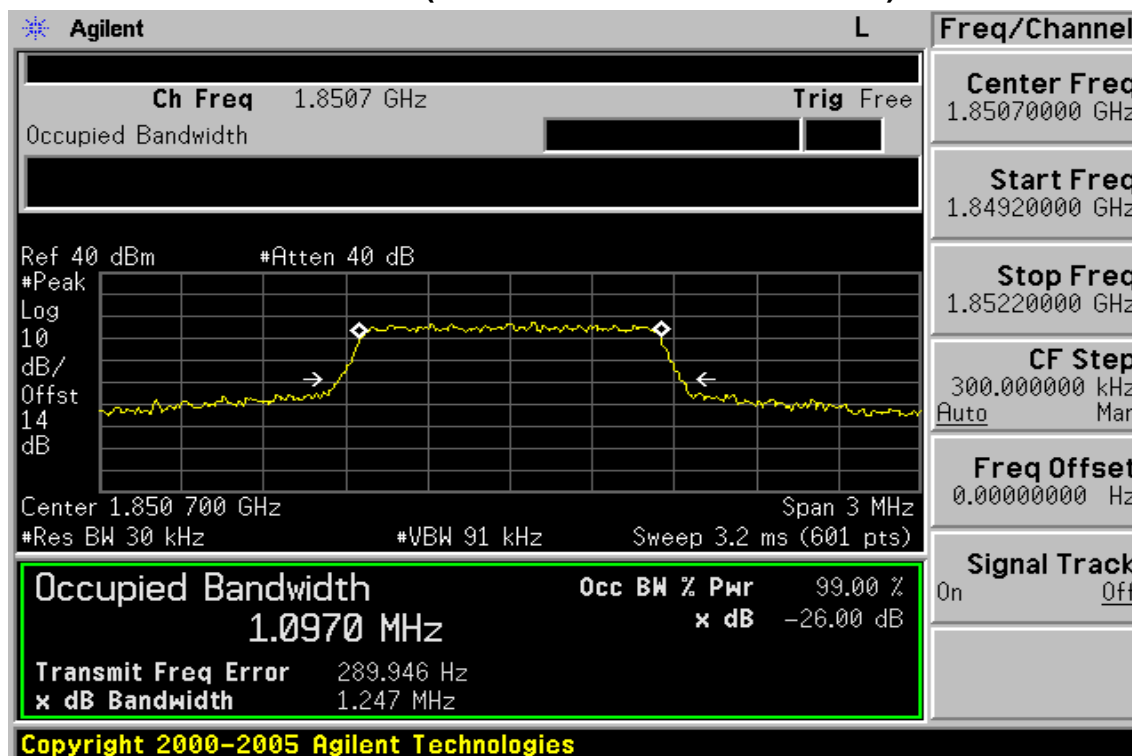 Agilent L Freq/Channel
Ch Freq 1.8507 GHz Trig Free
Occupied Bandwidth
Center Freq
1.85070000 GHz
Start Freq
1.84920000 GHz
Stop Freq
1.85220000 GHz
CF Step
300.000000 kHz
Auto Man
Freq Offset
0.00000000 Hz
Signal Track
On Off
Ref 40 dBm #Atten 40 dB
#Peak
Log
10
dB/
Offst
14
dB
Center 1.850 700 GHz Span 3 MHz
#Res BW 30 kHz #VBW 91 kHz Sweep 3.2 ms (601 pts)
Occupied Bandwidth Occ BW % Pwr 99.00 %
1.0970 MHz x dB -26.00 dB
Transmit Freq Error 289.946 Hz
x dB Bandwidth 1.247 MHz
Copyright 2000-2005 Agilent Technologies